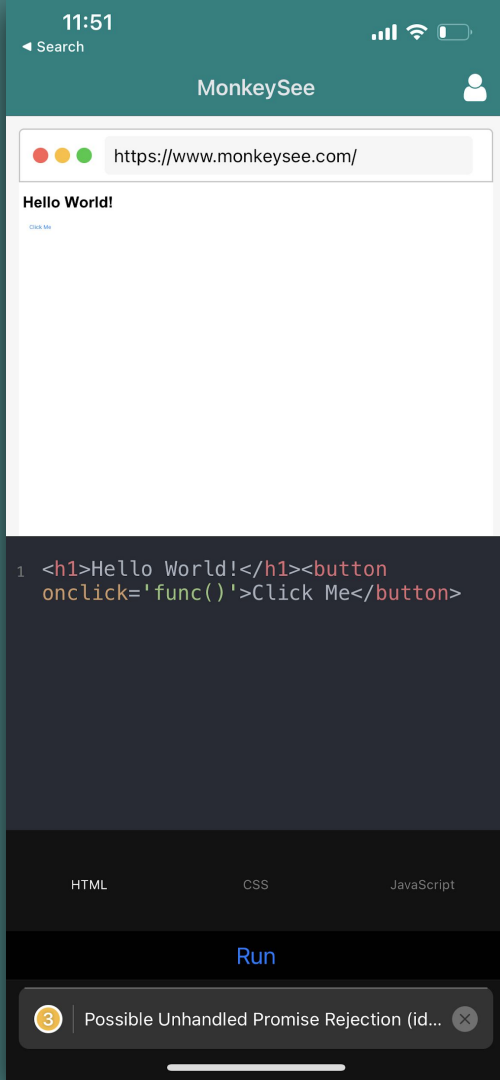 11:51
◀ Search
MonkeySee
https://www.monkeysee.com/
Hello World!
Click Me
1 <h1>Hello World!</h1><button
onclick='func()'>Click Me</button>
HTML CSS JavaScript
Run
3 Possible Unhandled Promise Rejection (id...